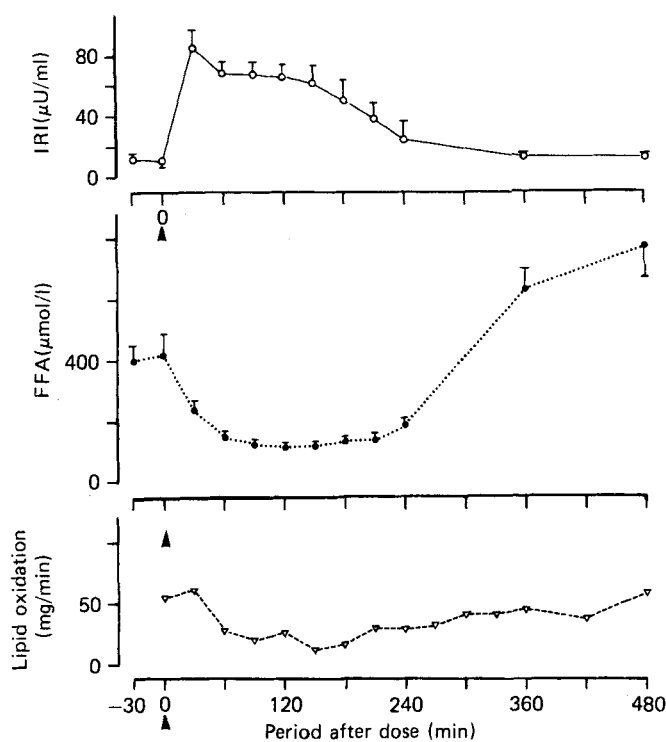 IRI (μU/ml)
80
40
0
0
FFA (μmol/l)
400
0
Lipid oxidation
(mg/min)
50
0
−30 0 120 240 360 480
Period after dose (min)